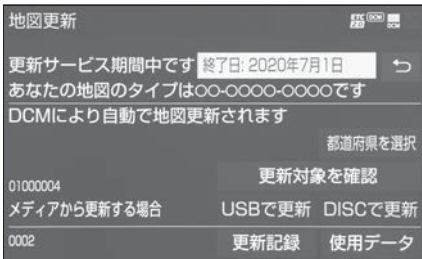 地図更新
ETC 2.0 DCM
更新サービス期間中です 終了日: 2020年7月1日
あなたの地図のタイプは○○-○○○○-○○○○です
DCMにより自動で地図更新されます
都道府県を選択
更新対象を確認
01000004
メディアから更新する場合 USBで更新 DISCで更新
0002 更新記録 使用データ